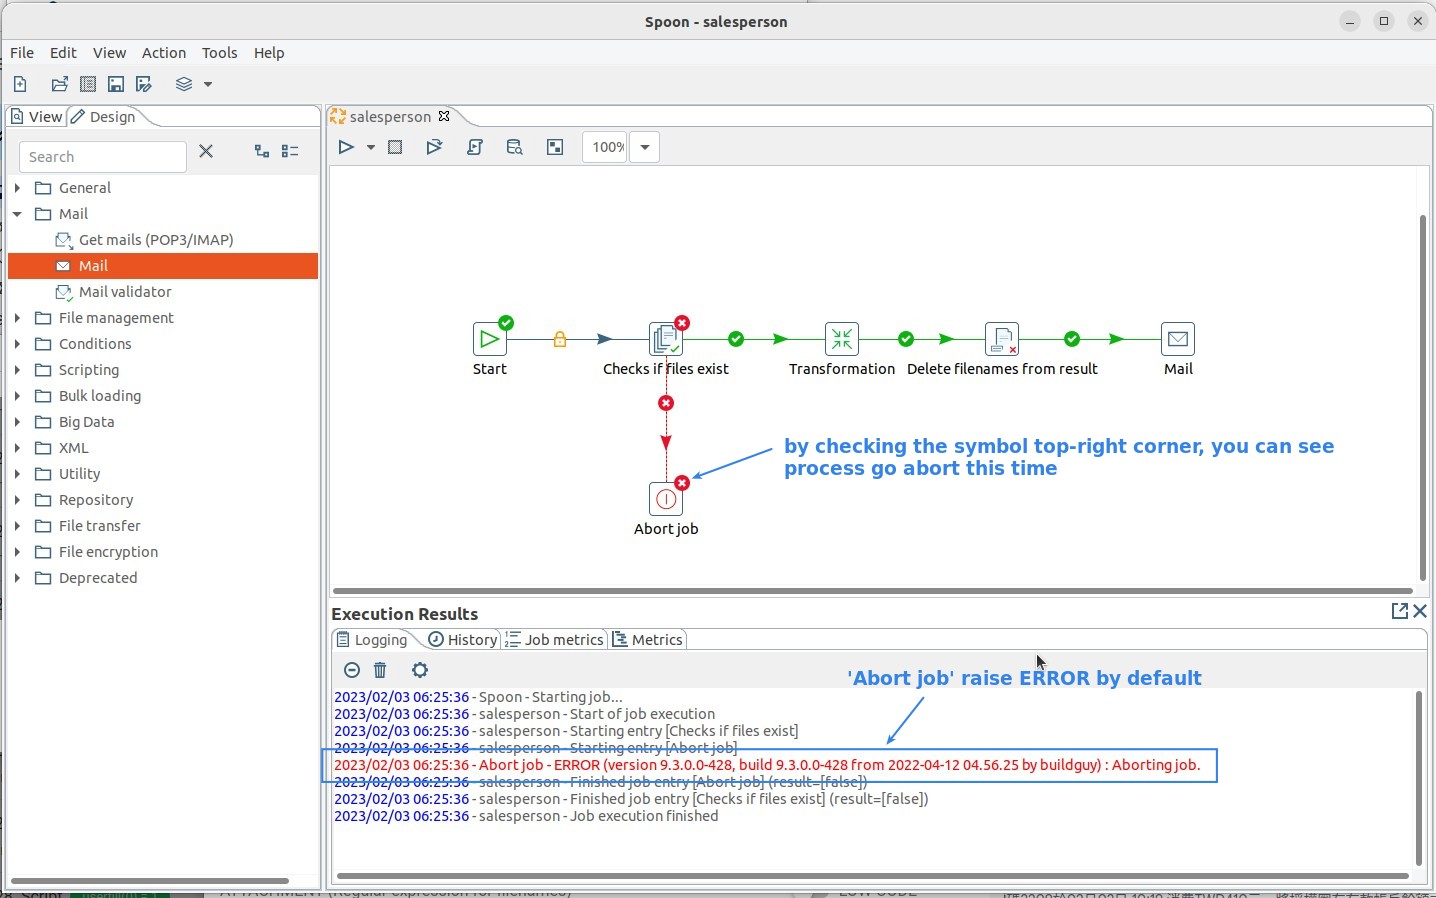 Spoon - salesperson
File Edit View Action Tools Help
View Design
salesperson
Search
100%
General
Mail
Get mails (POP3/IMAP)
Mail
Mail validator
File management
Conditions
Scripting
Bulk loading
Big Data
XML
Utility
Repository
File transfer
File encryption
Deprecated
Start
Checks if files exist
Transformation
Delete filenames from result
Mail
by checking the symbol top-right corner, you can see
process go abort this time
Abort job
Execution Results
Logging History Job metrics Metrics
'Abort job' raise ERROR by default
2023/02/03 06:25:36 - Spoon - Starting job...
2023/02/03 06:25:36 - salesperson - Start of job execution
2023/02/03 06:25:36 - salesperson - Starting entry [Checks if files exist]
2023/02/03 06:25:36 - salesperson - Starting entry [Abort job]
2023/02/03 06:25:36 - Abort job - ERROR (version 9.3.0.0-428, build 9.3.0.0-428 from 2022-04-12 04.56.25 by buildguy) : Aborting job.
2023/02/03 06:25:36 - salesperson - Finished job entry [Abort job] (result=[false])
2023/02/03 06:25:36 - salesperson - Finished job entry [Checks if files exist] (result=[false])
2023/02/03 06:25:36 - salesperson - Job execution finished